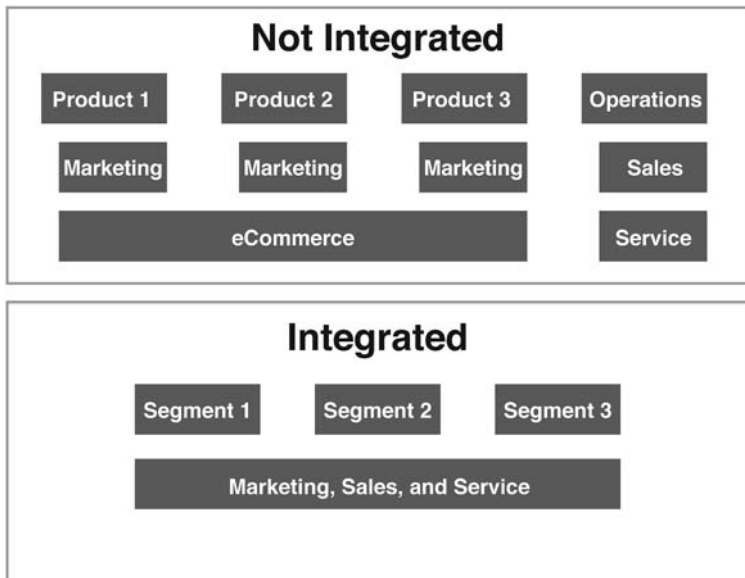 Not Integrated
Product 1 Product 2 Product 3 Operations
Marketing Marketing Marketing Sales
eCommerce Service
Integrated
Segment 1 Segment 2 Segment 3
Marketing, Sales, and Service